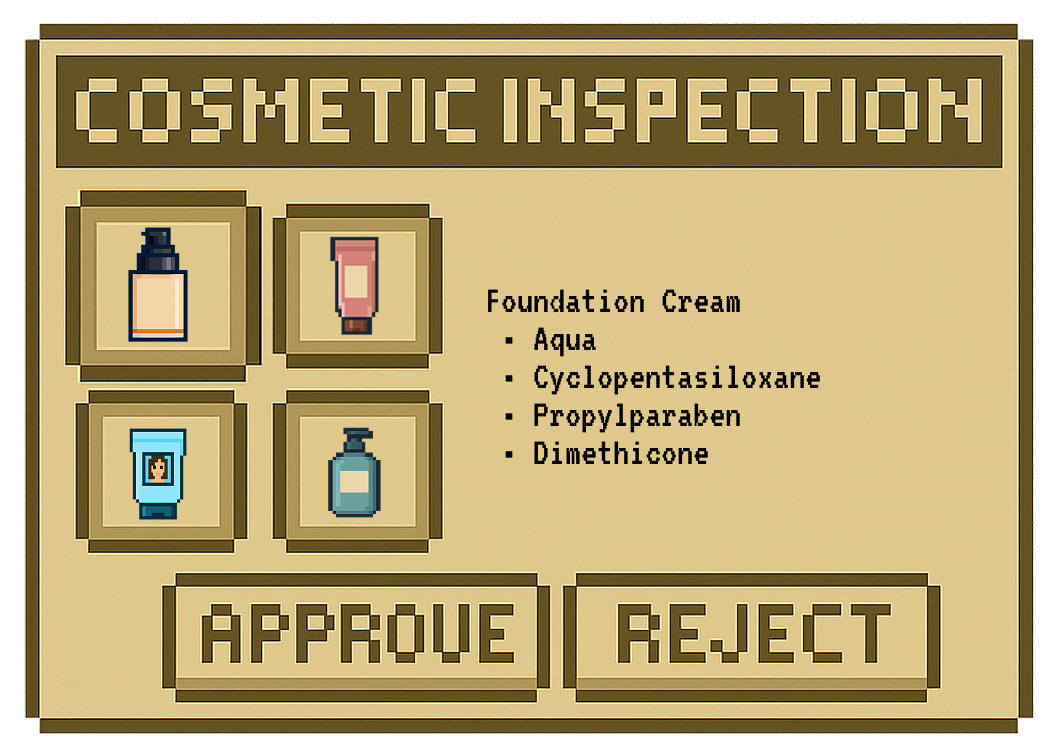 COSMETIC INSPECTION
Foundation Cream
▪ Aqua
▪ Cyclopentasiloxane
▪ Propylparaben
▪ Dimethicone
APPROVE
REJECT